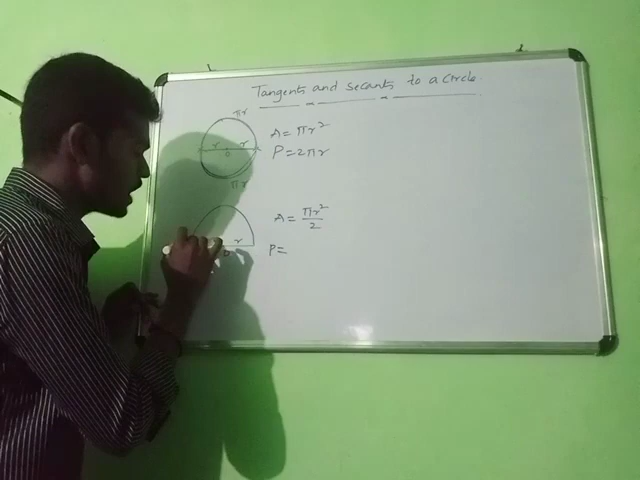 Tangents and secants to a circle.
πr
r r
O
πr
A = πr²
P = 2πr
r
O
A = πr²/2
P =